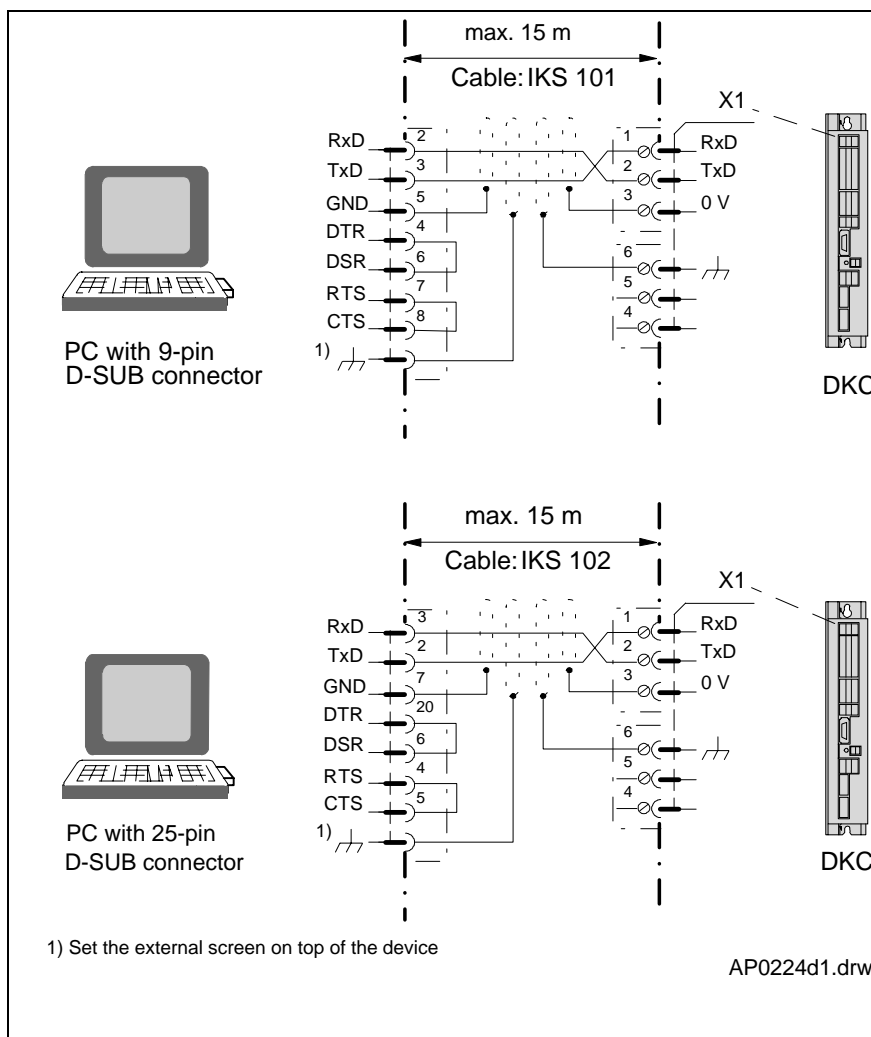 max. 15 m
Cable: IKS 101
X1
RxD 2 1 RxD
TxD 3 2 TxD
GND 5 3 0 V
DTR 4
DSR 6 6
RTS 7 5
CTS 8 4
1)
PC with 9-pin
D-SUB connector
DKC
max. 15 m
Cable: IKS 102
X1
RxD 3 1 RxD
TxD 2 2 TxD
GND 7 3 0 V
DTR 20
DSR 6 6
RTS 4 5
CTS 5 4
1)
PC with 25-pin
D-SUB connector
DKC
1) Set the external screen on top of the device
AP0224d1.drw